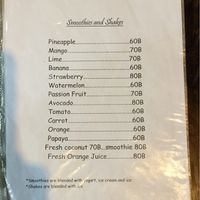 Smoothies and Shakes
Pineapple.....................60B
Mango...........................70B
Lime..............................70B
Banana.........................60B
Strawberry..................80B
Watermelon.................60B
Passion Fruit...............70B
Avocado........................80B
Tomato.........................60B
Carrot...........................60B
Orange..........................60B
Papaya..........................60B
Fresh coconut 70B...smoothie 80B
Fresh Orange Juice.........80B
*Smoothies are blended with yogurt, ice cream and ice
*Shakes are blended with ice